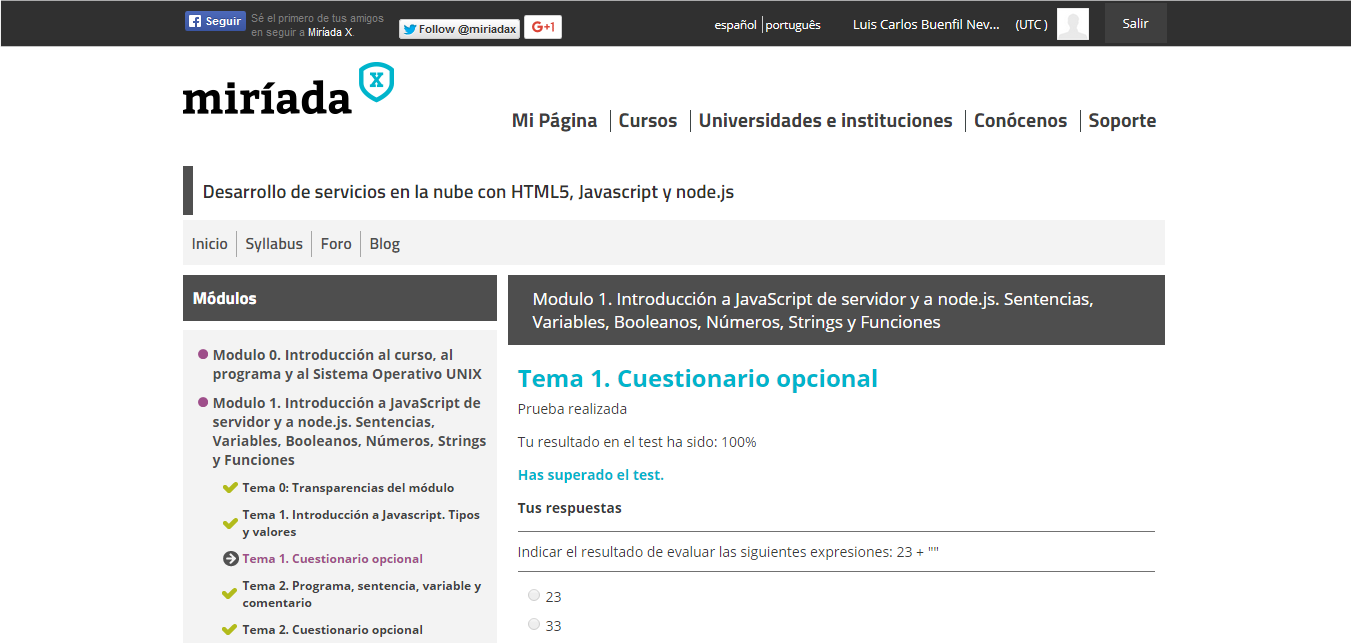 Seguir
Sé el primero de tus amigos
en seguir a Miríada X.
Follow @miriadax
G+1
español
português
Luis Carlos Buenfil Nev...
(UTC )
Salir
miríada X
Mi Página
Cursos
Universidades e instituciones
Conócenos
Soporte
Desarrollo de servicios en la nube con HTML5, Javascript y node.js
Inicio
Syllabus
Foro
Blog
Módulos
Modulo 0. Introducción al curso, al
programa y al Sistema Operativo UNIX
Modulo 1. Introducción a JavaScript de
servidor y a node.js. Sentencias,
Variables, Booleanos, Números, Strings
y Funciones
Tema 0: Transparencias del módulo
Tema 1. Introducción a Javascript. Tipos
y valores
Tema 1. Cuestionario opcional
Tema 2. Programa, sentencia, variable y
comentario
Tema 2. Cuestionario opcional
Modulo 1. Introducción a JavaScript de servidor y a node.js. Sentencias,
Variables, Booleanos, Números, Strings y Funciones
Tema 1. Cuestionario opcional
Prueba realizada
Tu resultado en el test ha sido: 100%
Has superado el test.
Tus respuestas
Indicar el resultado de evaluar las siguientes expresiones: 23 + ""
23
33